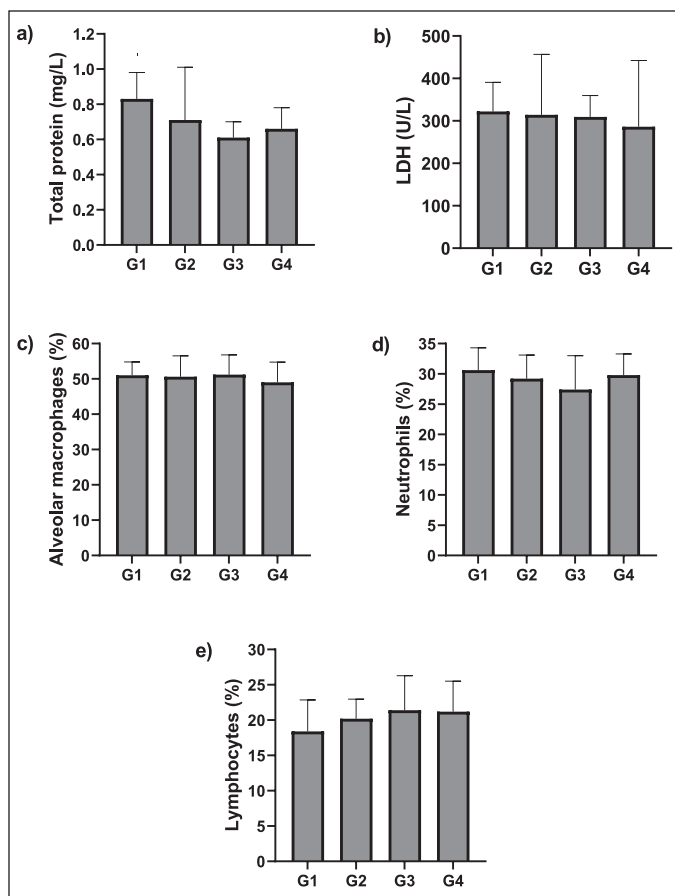 a)
Total protein (mg/L)
1.2
1.0
0.8
0.6
0.4
0.2
0.0
G1 G2 G3 G4
b)
LDH (U/L)
500
400
300
200
100
0
G1 G2 G3 G4
c)
Alveolar macrophages (%)
60
50
40
30
20
10
0
G1 G2 G3 G4
d)
Neutrophils (%)
35
30
25
20
15
10
5
0
G1 G2 G3 G4
e)
Lymphocytes (%)
30
25
20
15
10
5
0
G1 G2 G3 G4